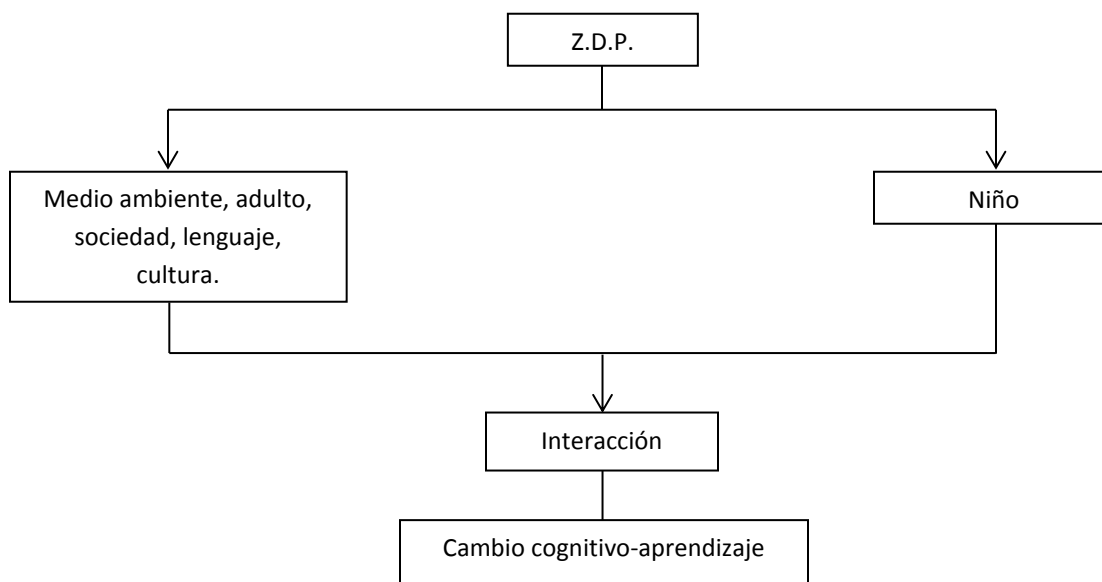 Z.D.P.
Medio ambiente, adulto,
sociedad, lenguaje,
cultura.
Niño
Interacción
Cambio cognitivo-aprendizaje